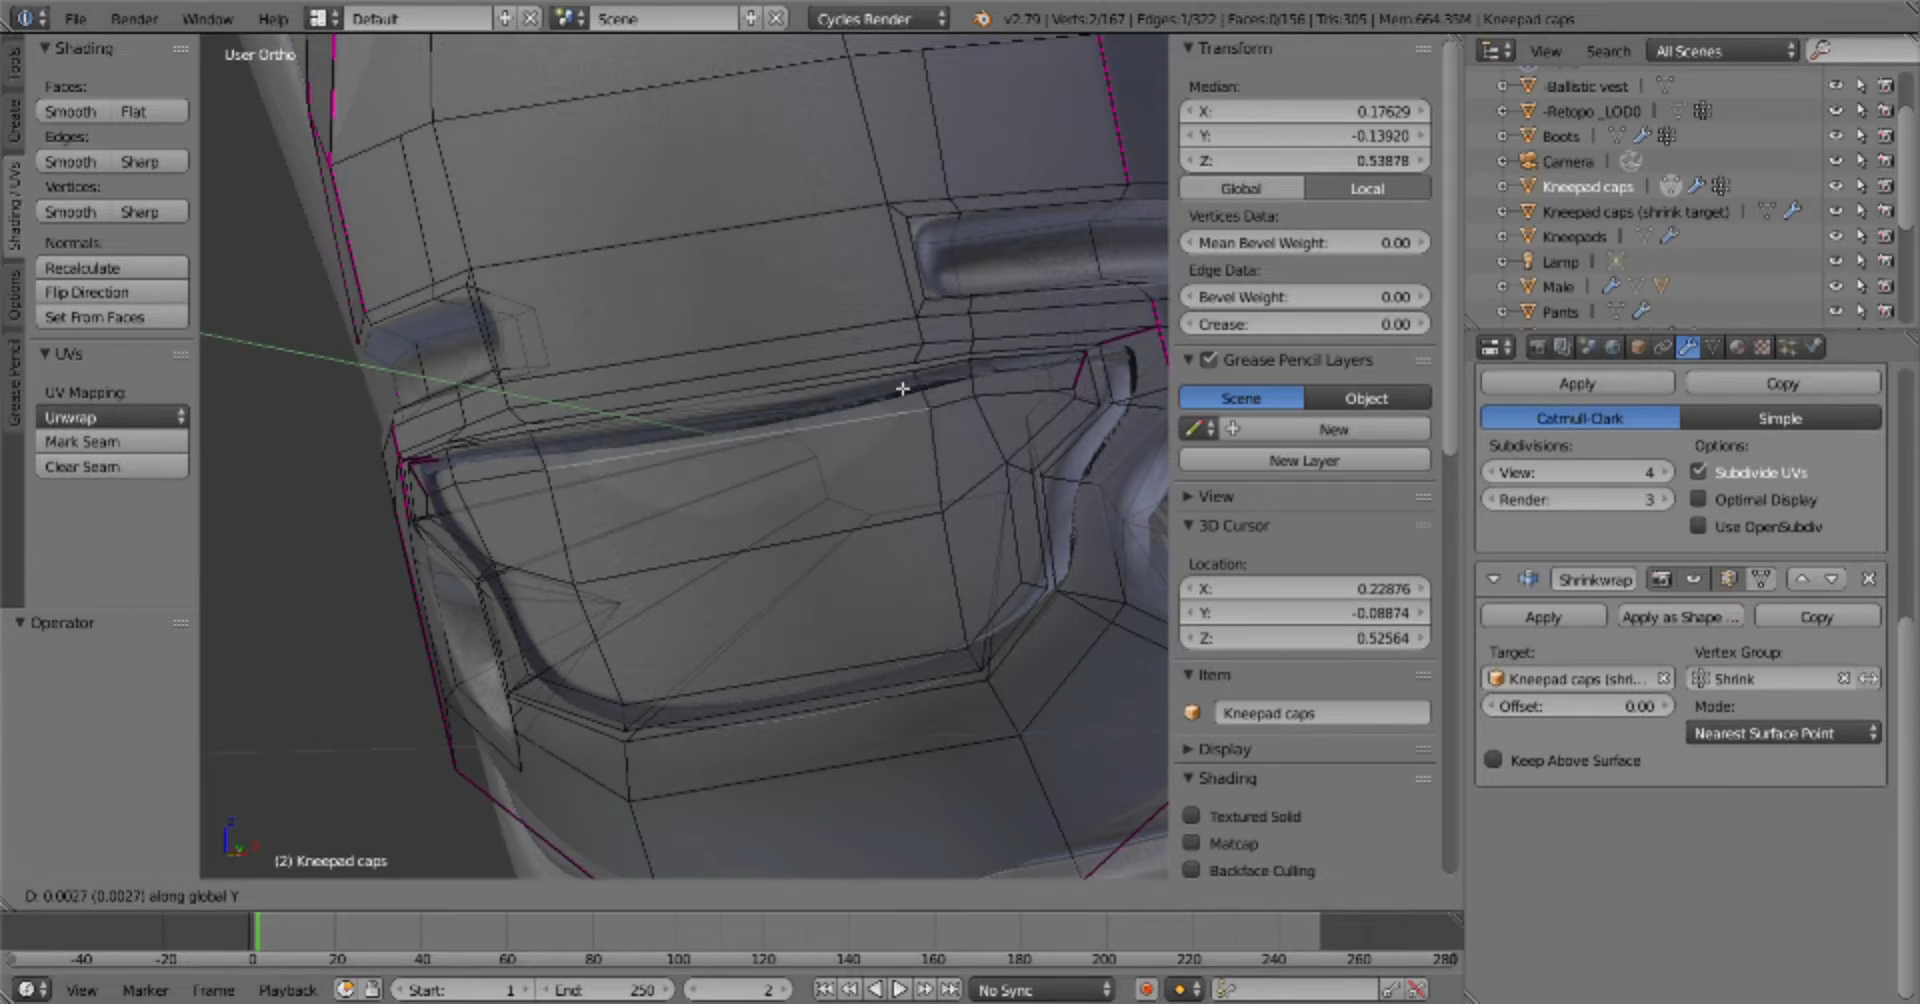 File Render Window Help Default Scene Cycles Render v2.79 | Verts:2/167 | Edges:1/322 | Faces:0/156 | Tris:305 | Mem:664.35M | Kneepad caps
Tools
Create
Shading / UVs
Options
Grease Pencil
Shading
Faces:
Smooth Flat
Edges:
Smooth Sharp
Vertices:
Smooth Sharp
Normals:
Recalculate
Flip Direction
Set From Faces
UVs
UV Mapping:
Unwrap
Mark Seam
Clear Seam
Operator
User Ortho
(2) Kneepad caps
Transform
Median:
X: 0.17629
Y: -0.13920
Z: 0.53878
Global Local
Vertices Data:
Mean Bevel Weight: 0.00
Edge Data:
Bevel Weight: 0.00
Crease: 0.00
Grease Pencil Layers
Scene Object
New
New Layer
View
3D Cursor
Location:
X: 0.22876
Y: -0.08874
Z: 0.52564
Item
Kneepad caps
Display
Shading
Textured Solid
Matcap
Backface Culling
View Search All Scenes
-Ballistic vest
-Retopo _LOD0
Boots
Camera
Kneepad caps
Kneepad caps (shrink target)
Kneepads
Lamp
Male
Pants
Apply Copy
Catmull-Clark Simple
Subdivisions: Options:
View: 4 Subdivide UVs
Render: 3 Optimal Display
Use OpenSubdiv
Shrinkwrap
Apply Apply as Shape ... Copy
Target: Vertex Group:
Kneepad caps (shri... Shrink
Offset: 0.00 Mode:
Nearest Surface Point
Keep Above Surface
D: 0.0027 (0.0027) along global Y
-40 -20 0 20 40 60 80 100 120 140 160 180 200 220 240 260 280
View Marker Frame Playback Start: 1 End: 250 2 No Sync